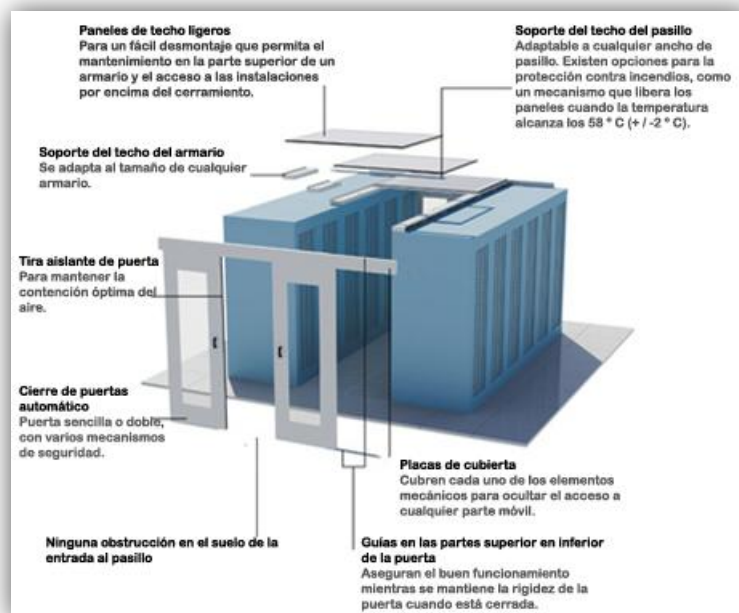 Paneles de techo ligeros
Para un fácil desmontaje que permita el
mantenimiento en la parte superior de un
armario y el acceso a las instalaciones
por encima del cerramiento.
Soporte del techo del pasillo
Adaptable a cualquier ancho de
pasillo. Existen opciones para la
protección contra incendios, como
un mecanismo que libera los
paneles cuando la temperatura
alcanza los 58 ° C (+ / -2 ° C).
Soporte del techo del armario
Se adapta al tamaño de cualquier
armario.
Tira aislante de puerta
Para mantener la
contención óptima del
aire.
Cierre de puertas
automático
Puerta sencilla o doble,
con varios mecanismos
de seguridad.
Placas de cubierta
Cubren cada uno de los elementos
mecánicos para ocultar el acceso a
cualquier parte móvil.
Ninguna obstrucción en el suelo de la
entrada al pasillo
Guías en las partes superior en inferior
de la puerta
Aseguran el buen funcionamiento
mientras se mantiene la rigidez de la
puerta cuando está cerrada.